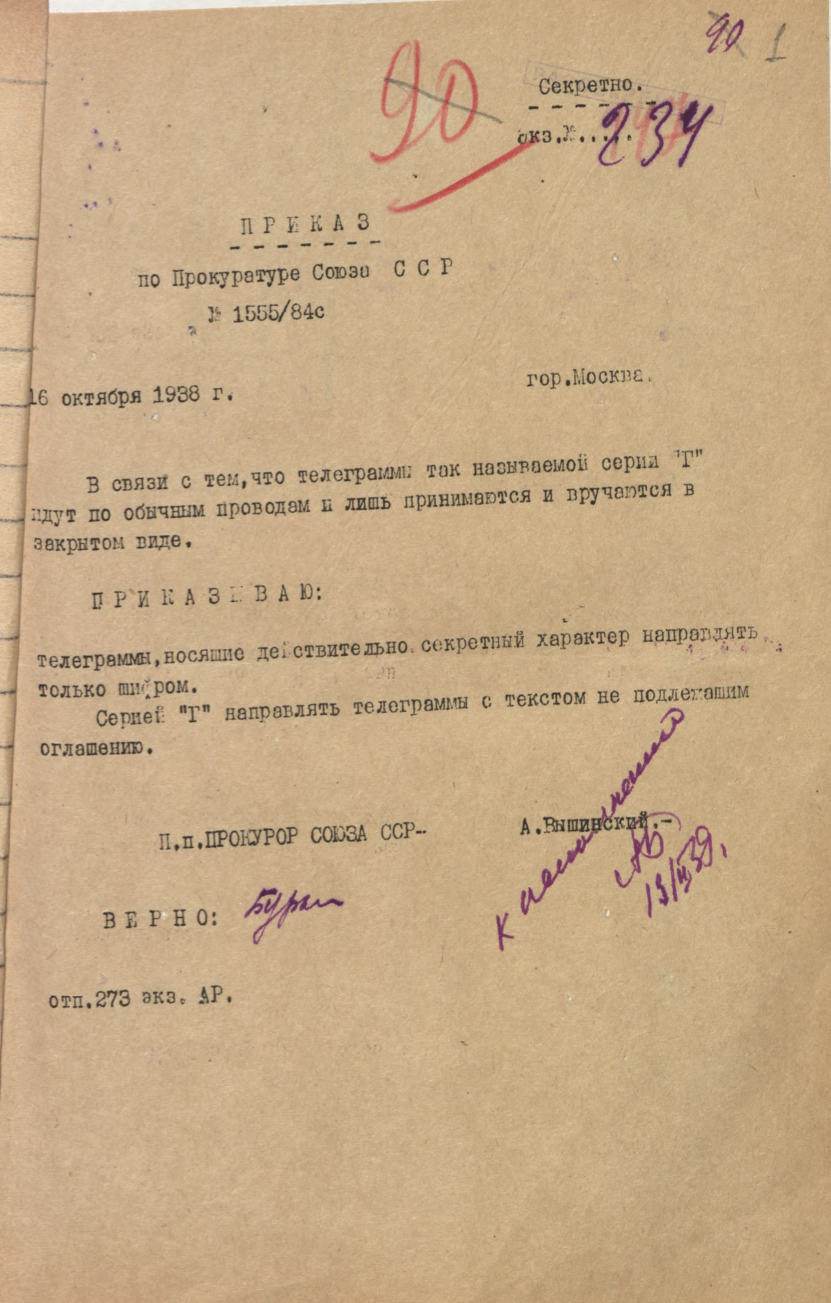 90 1
90
Секретно.
экз.№..... 234
ПРИКАЗ
по Прокуратуре Союза ССР
№ 1555/84с
16 октября 1938 г.
гор.Москва.
В связи с тем,что телеграммы так называемой серии "Г"
идут по обычным проводам и лишь принимаются и вручаются в
закрытом виде.
ПРИКАЗЫВАЮ:
телеграммы,носящие действительно секретный характер направлять
только шифром.
Серией "Г" направлять телеграммы с текстом не подлежащим
оглашению.
П.п.ПРОКУРОР СОЮЗА ССР-
А.Вышинский.-
К исполнению
ВЕРНО:
отп.273 экз. АР.